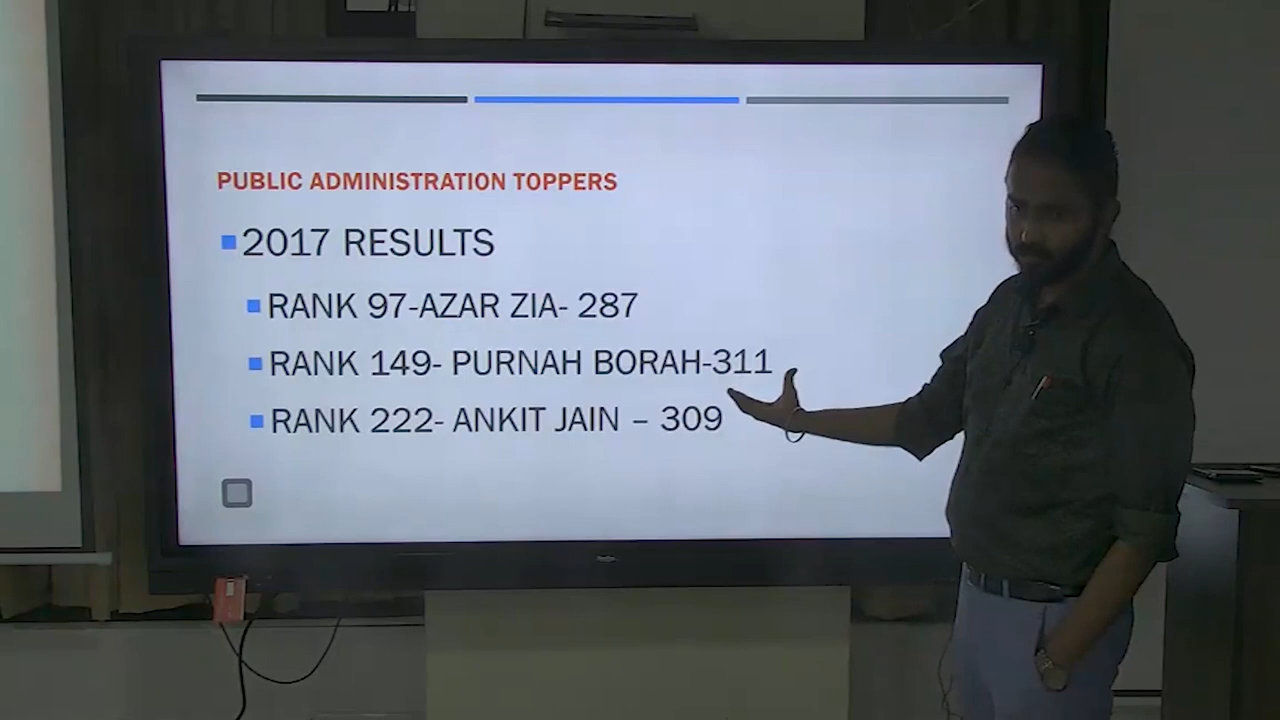 PUBLIC ADMINISTRATION TOPPERS
2017 RESULTS
RANK 97-AZAR ZIA- 287
RANK 149- PURNAH BORAH-311
RANK 222- ANKIT JAIN – 309